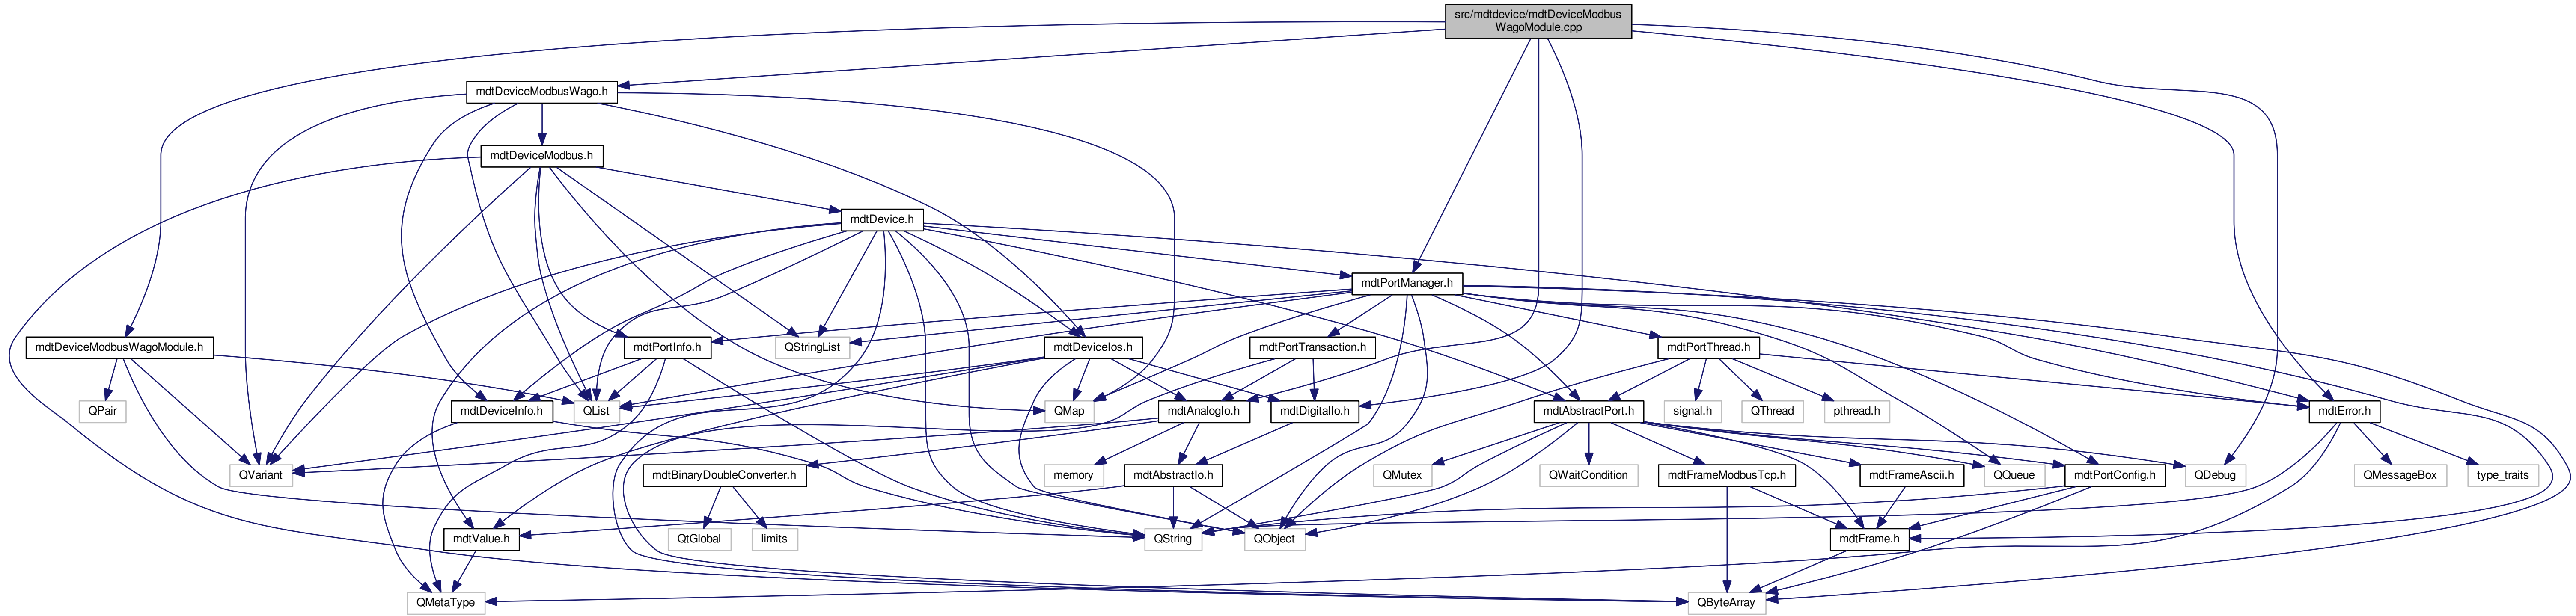 src/mdtdevice/mdtDeviceModbus
WagoModule.cpp
mdtDeviceModbusWago.h
mdtDeviceModbus.h
mdtDevice.h
mdtPortManager.h
mdtDeviceModbusWagoModule.h
mdtPortInfo.h
QStringList
mdtDeviceIos.h
mdtPortTransaction.h
mdtPortThread.h
QPair
mdtDeviceInfo.h
QList
QMap
mdtAnalogIo.h
mdtDigitalIo.h
mdtAbstractPort.h
signal.h
QThread
pthread.h
mdtError.h
QVariant
mdtBinaryDoubleConverter.h
memory
mdtAbstractIo.h
QMutex
QWaitCondition
mdtFrameModbusTcp.h
mdtFrameAscii.h
QQueue
mdtPortConfig.h
QDebug
QMessageBox
type_traits
mdtValue.h
QtGlobal
limits
QString
QObject
mdtFrame.h
QMetaType
QByteArray